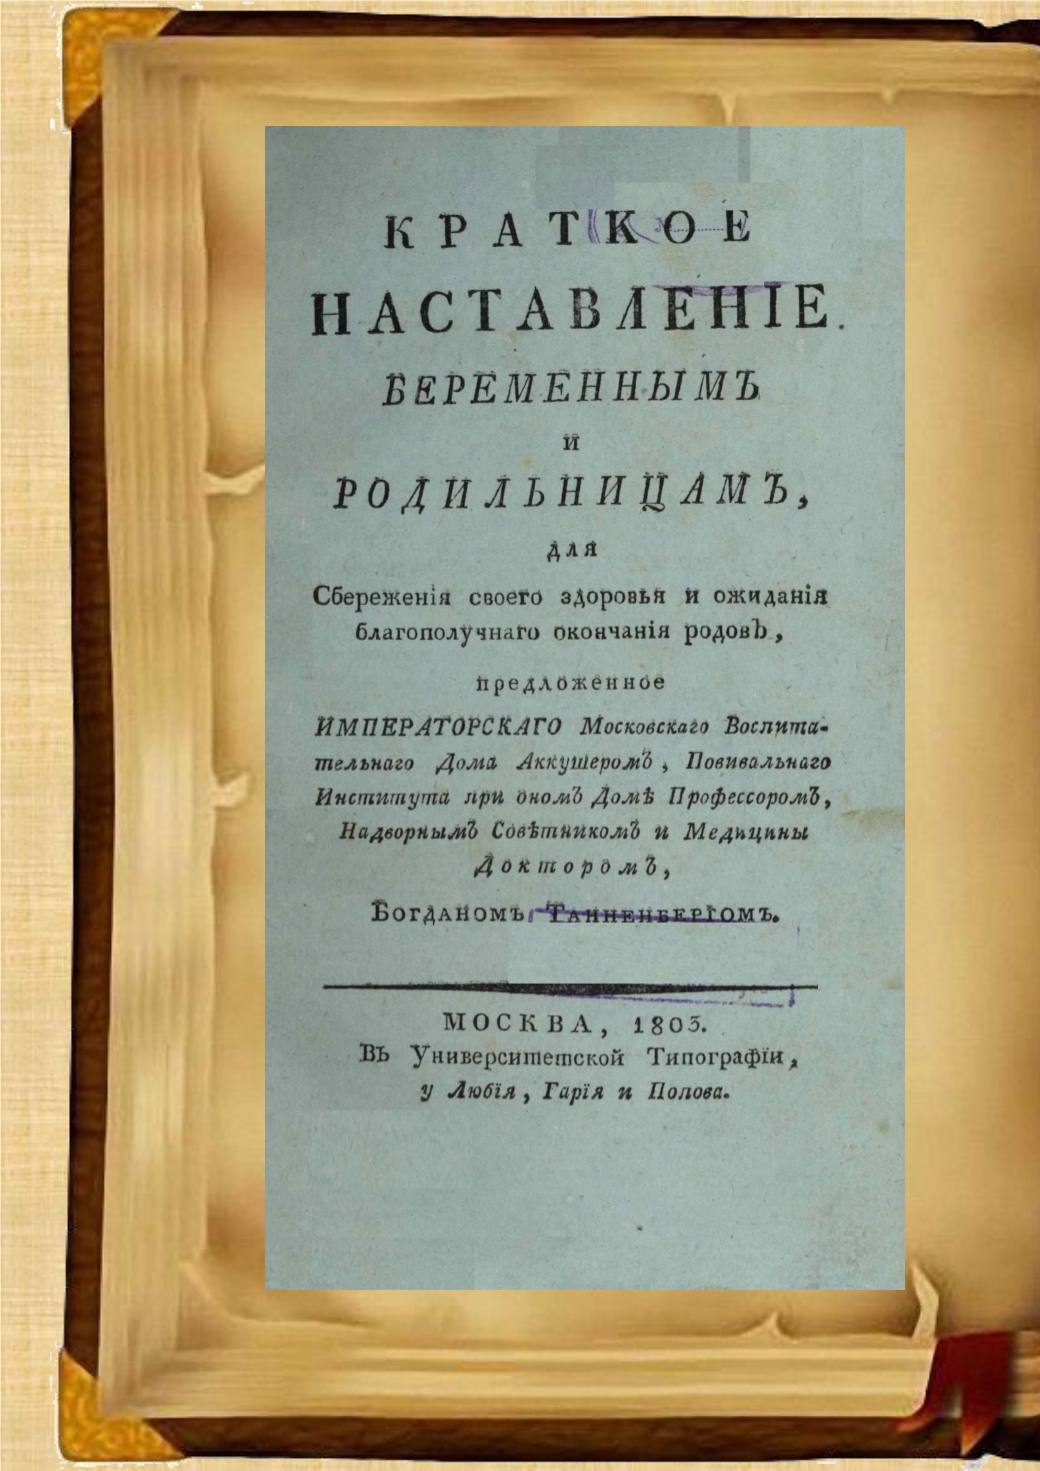 КРАТКОЕ
НАСТАВЛЕНІЕ.
БЕРЕМЕННЫМЪ
И
РОДИЛЬНИЦАМЪ,
для
Сбереженія своего здоровья и ожиданія
благополучнаго окончанія родовъ,
предложенное
ИМПЕРАТОРСКАГО Московскаго Воспита-
тельнаго Дома Аккушеромъ, Повивальнаго
Института при ономъ Домѣ Профессоромъ,
Надворнымъ Совѣтникомъ и Медицины
Докторомъ,
Богданомъ Танненбергомъ.
МОСКВА, 1803.
Въ Университетской Типографіи,
у Любія, Гарія и Попова.